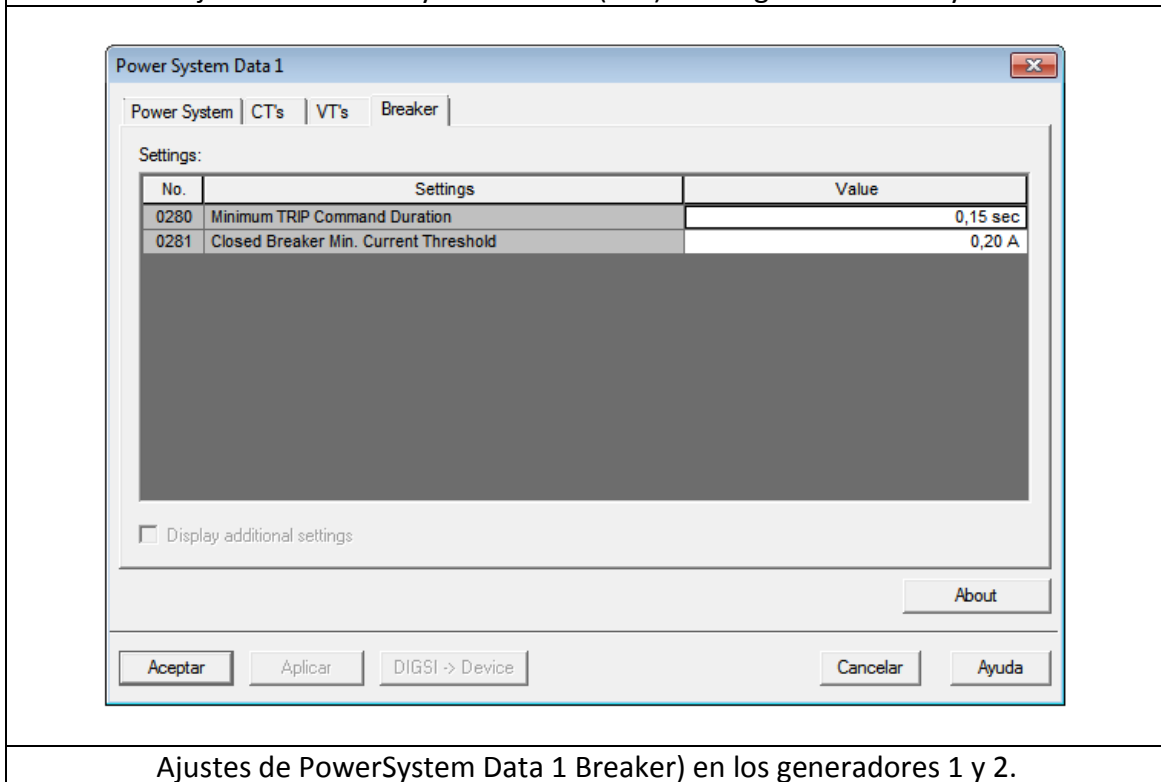 Power System Data 1
Power System CT's VT's Breaker
Settings:
No. Settings Value
0280 Minimum TRIP Command Duration 0,15 sec
0281 Closed Breaker Min. Current Threshold 0,20 A
Display additional settings
About
Aceptar Aplicar DIGSI -> Device Cancelar Ayuda
Ajustes de PowerSystem Data 1 Breaker) en los generadores 1 y 2.